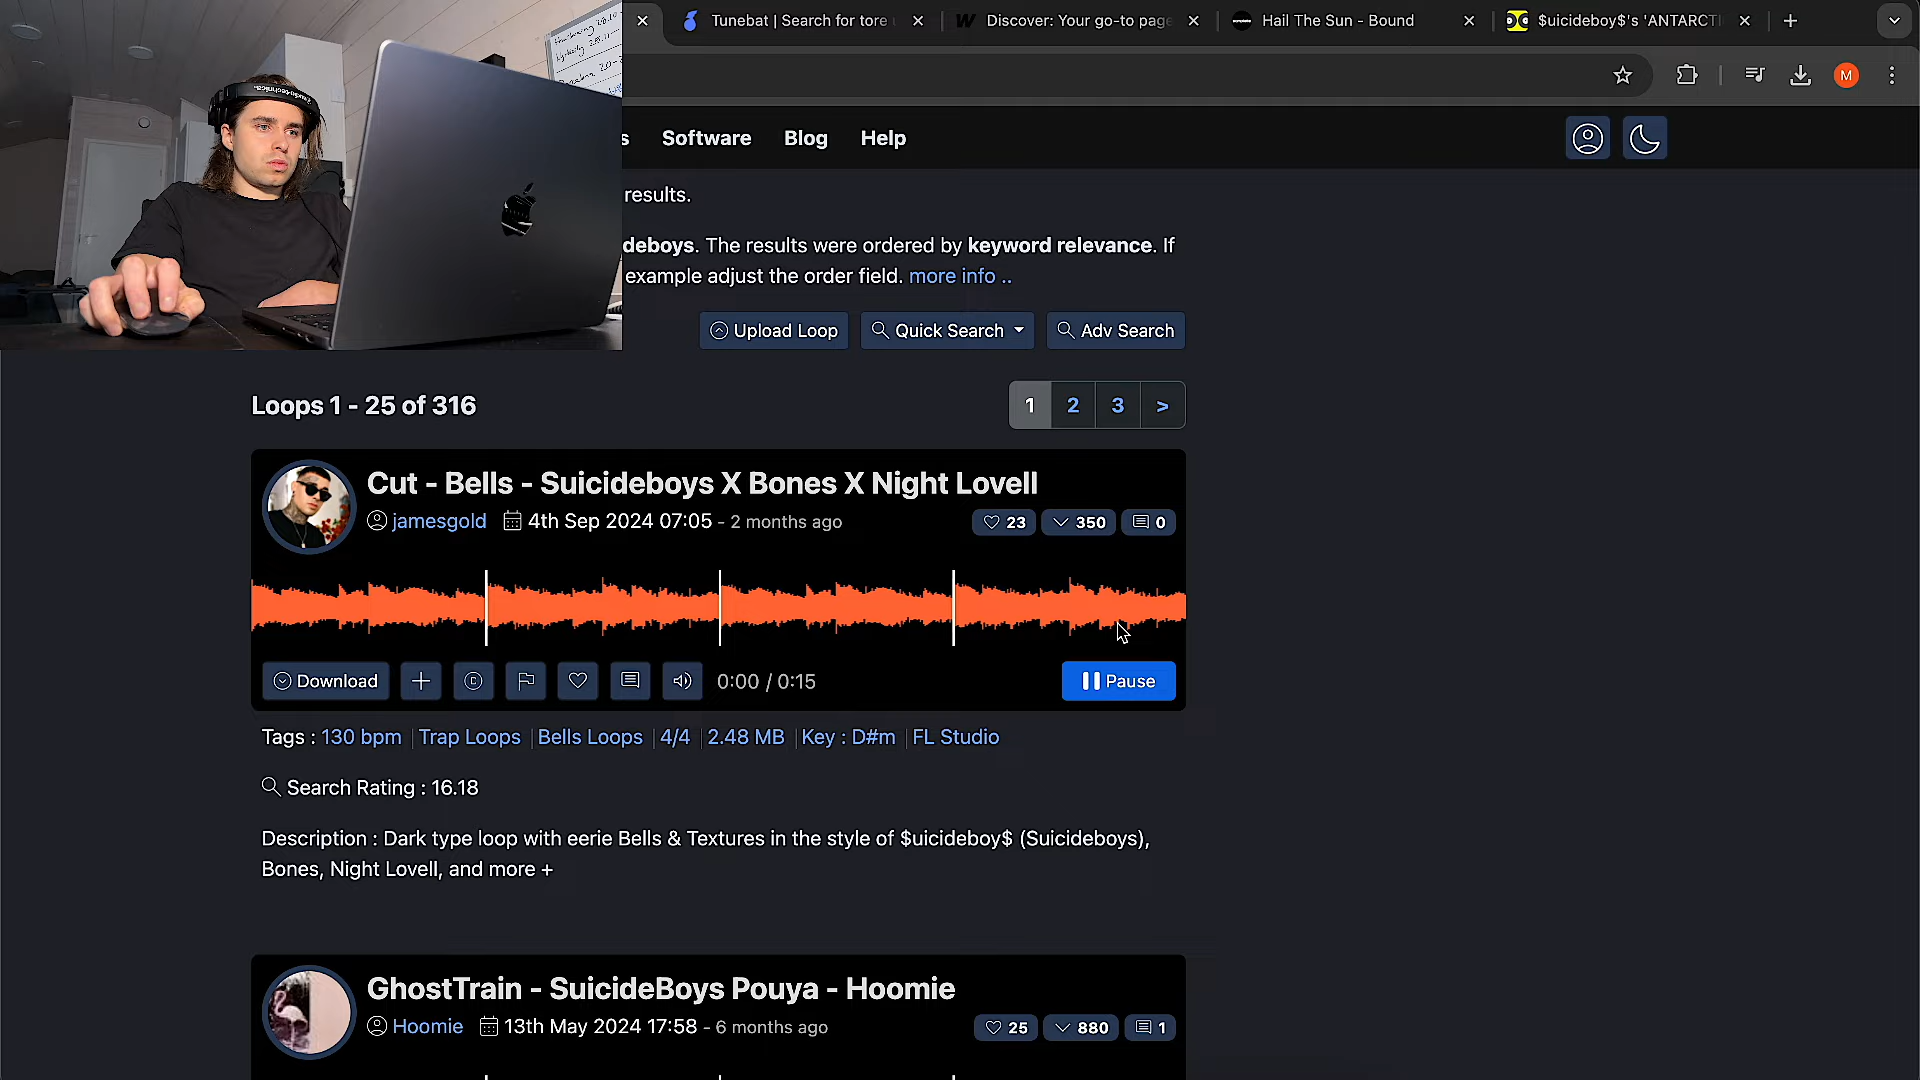 Tunebat | Search for tore u
Discover: Your go-to page
Hail The Sun - Bound
$uicideboy$'s 'ANTARCTI
M
audio-technica
s Software Blog Help
results.
deboys. The results were ordered by keyword relevance. If
example adjust the order field. more info ..
Upload Loop Quick Search Adv Search
Loops 1 - 25 of 316
1 2 3 >
Cut - Bells - Suicideboys X Bones X Night Lovell
jamesgold 4th Sep 2024 07:05 - 2 months ago 23 350 0
Download 0:00 / 0:15 Pause
Tags : 130 bpm | Trap Loops | Bells Loops | 4/4 | 2.48 MB | Key : D#m | FL Studio
Search Rating : 16.18
Description : Dark type loop with eerie Bells & Textures in the style of $uicideboy$ (Suicideboys),
Bones, Night Lovell, and more +
GhostTrain - SuicideBoys Pouya - Hoomie
Hoomie 13th May 2024 17:58 - 6 months ago 25 880 1